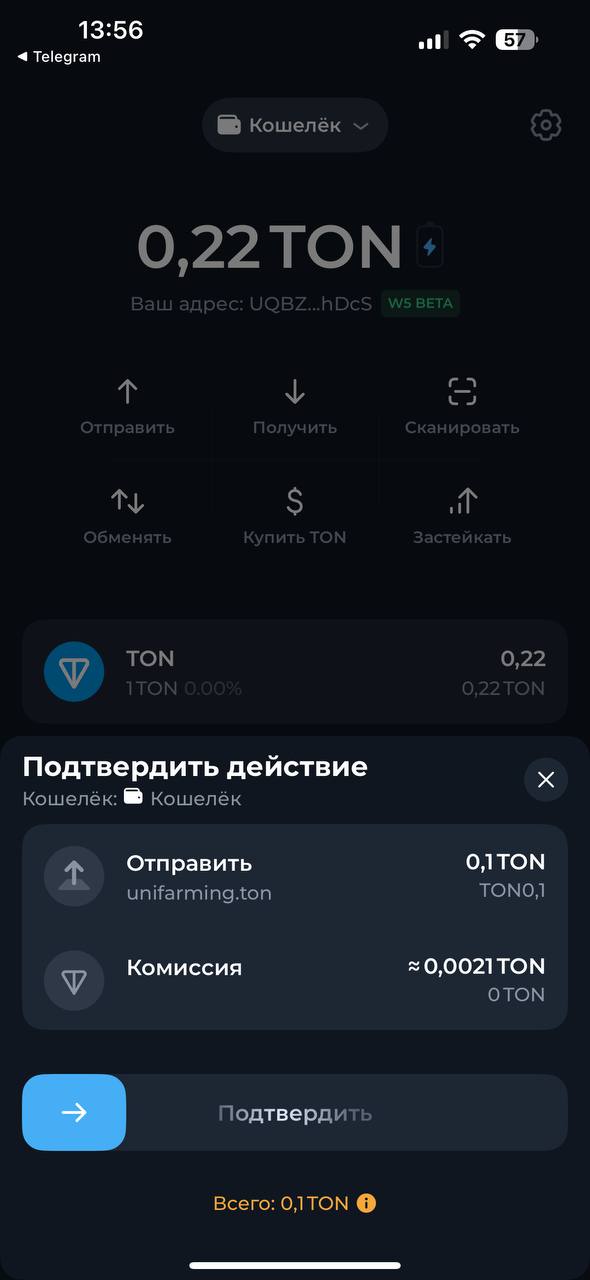 13:56
57
◀ Telegram
Кошелёк
0,22 TON
Ваш адрес: UQBZ...hDcS W5 BETA
Отправить Получить Сканировать
Обменять Купить TON Застейкать
TON 0,22
1 TON 0.00% 0,22 TON
Подтвердить действие
Кошелёк: Кошелёк
Отправить 0,1 TON
unifarming.ton TON0,1
Комиссия ≈ 0,0021 TON
0 TON
Подтвердить
Всего: 0,1 TON